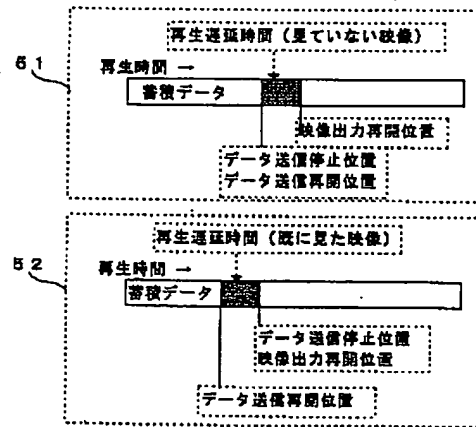 再生遅延時間（見ていない映像）
51
再生時間 →
蓄積データ
映像出力再開位置
データ送信停止位置
データ送信再開位置
再生遅延時間（既に見た映像）
52
再生時間 →
蓄積データ
データ送信停止位置
映像出力再開位置
データ送信再開位置